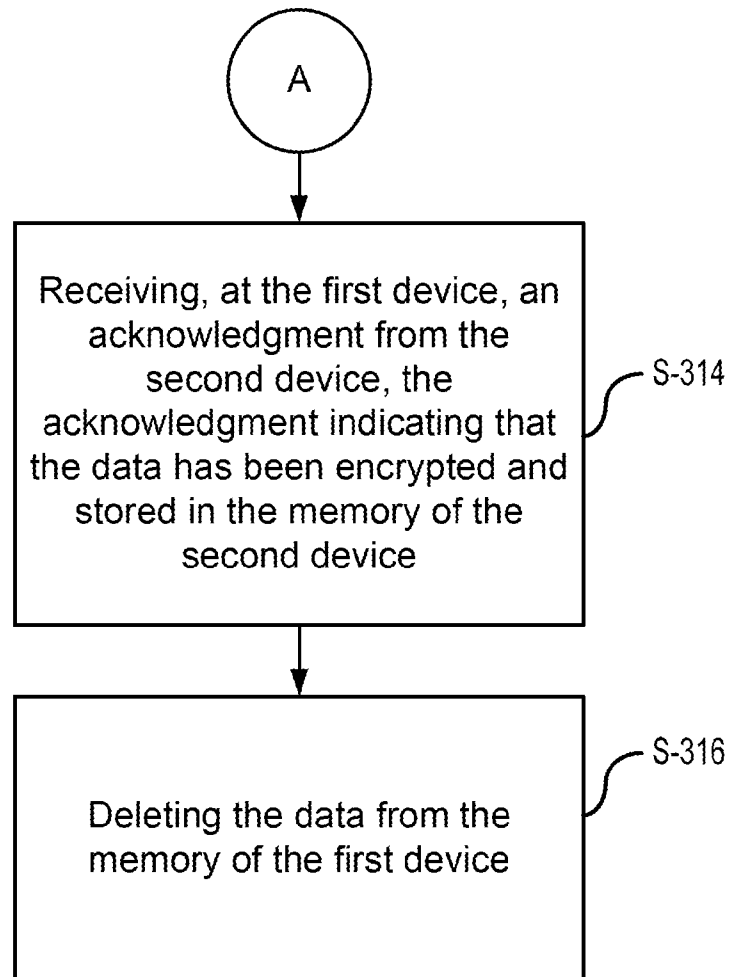 A
Receiving, at the first device, an
acknowledgment from the
second device, the
acknowledgment indicating that
the data has been encrypted and
stored in the memory of the
second device
S-314
Deleting the data from the
memory of the first device
S-316